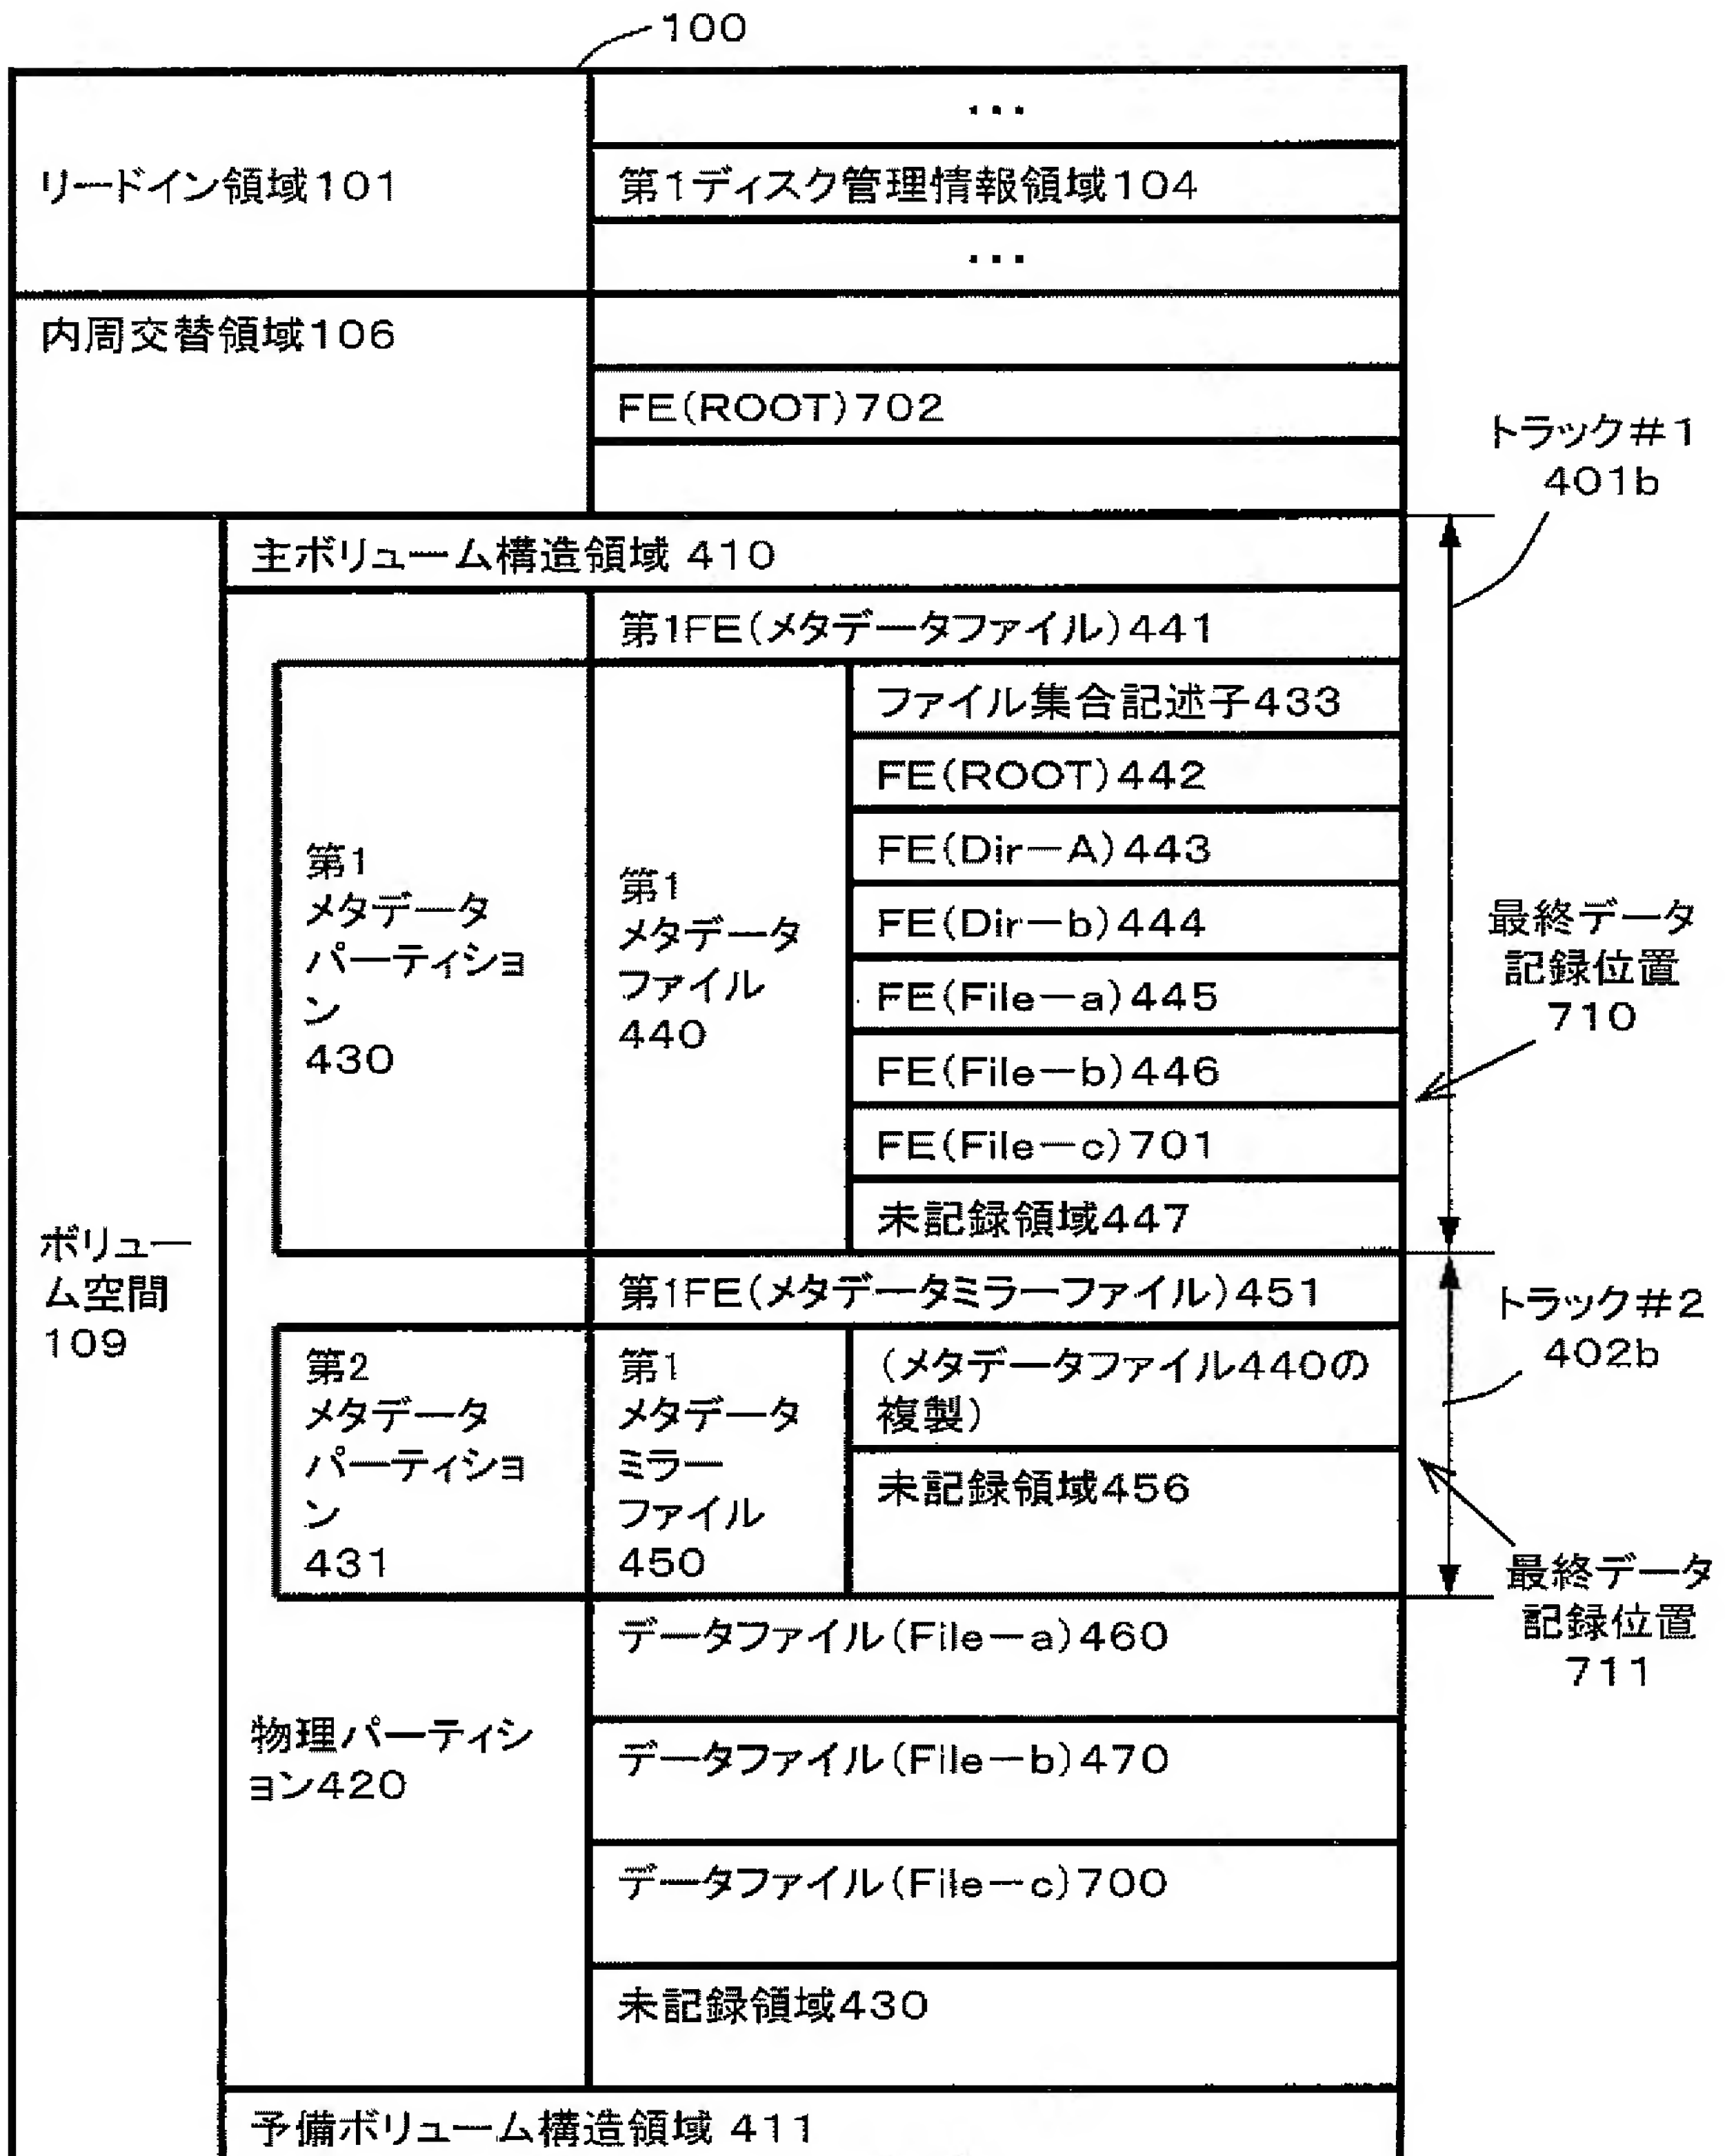 100
...
リードイン領域101
第1ディスク管理情報領域104
...
内周交替領域106
FE(ROOT)702
トラック#1
401b
主ボリューム構造領域 410
第1FE(メタデータファイル)441
ファイル集合記述子433
FE(ROOT)442
FE(Dir-A)443
FE(Dir-b)444
FE(File-a)445
FE(File-b)446
FE(File-c)701
未記録領域447
第1
メタデータ
パーティショ
ン
430
第1
メタデータ
ファイル
440
最終データ
記録位置
710
ボリュー
ム空間
109
第1FE(メタデータミラーファイル)451
トラック#2
402b
第2
メタデータ
パーティショ
ン
431
第1
メタデータ
ミラー
ファイル
450
(メタデータファイル440の
複製)
未記録領域456
最終データ
記録位置
711
データファイル(File-a)460
物理パーティシ
ョン420
データファイル(File-b)470
データファイル(File-c)700
未記録領域430
予備ボリューム構造領域 411